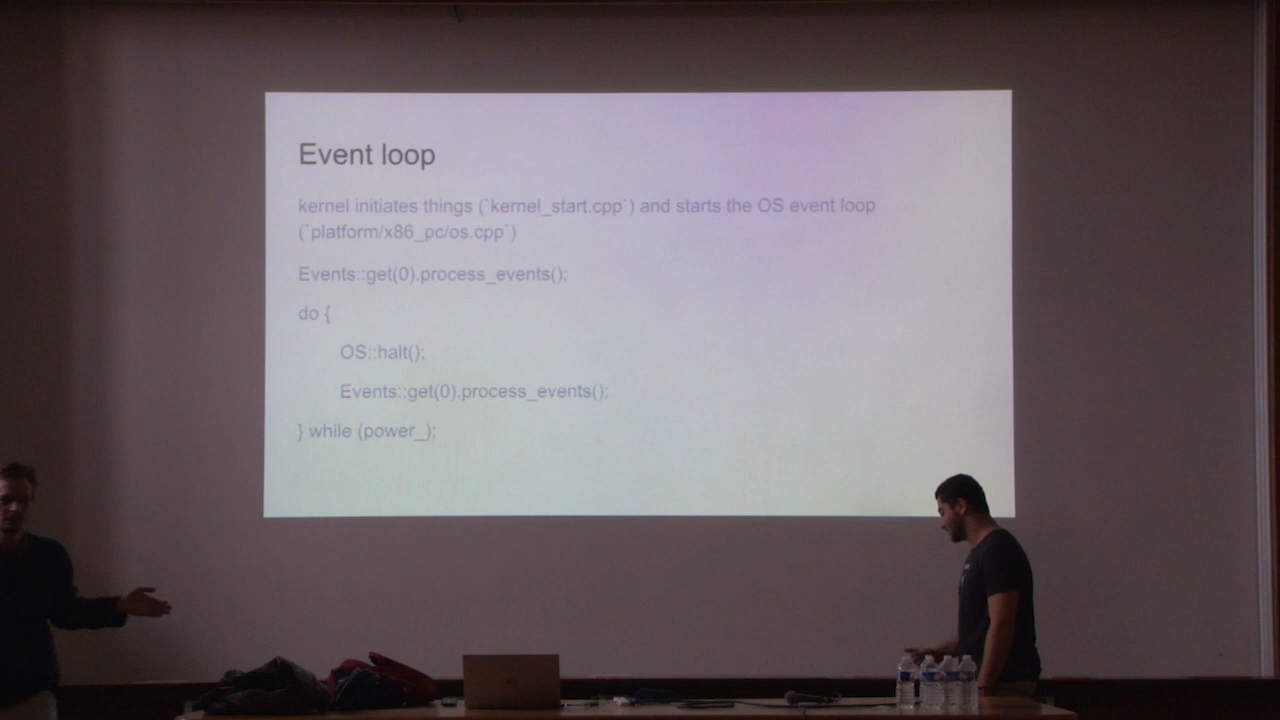 Event loop
kernel initiates things (`kernel_start.cpp`) and starts the OS event loop
(`platform/x86_pc/os.cpp`)
Events::get(0).process_events();
do {
OS::halt();
Events::get(0).process_events();
} while (power_);